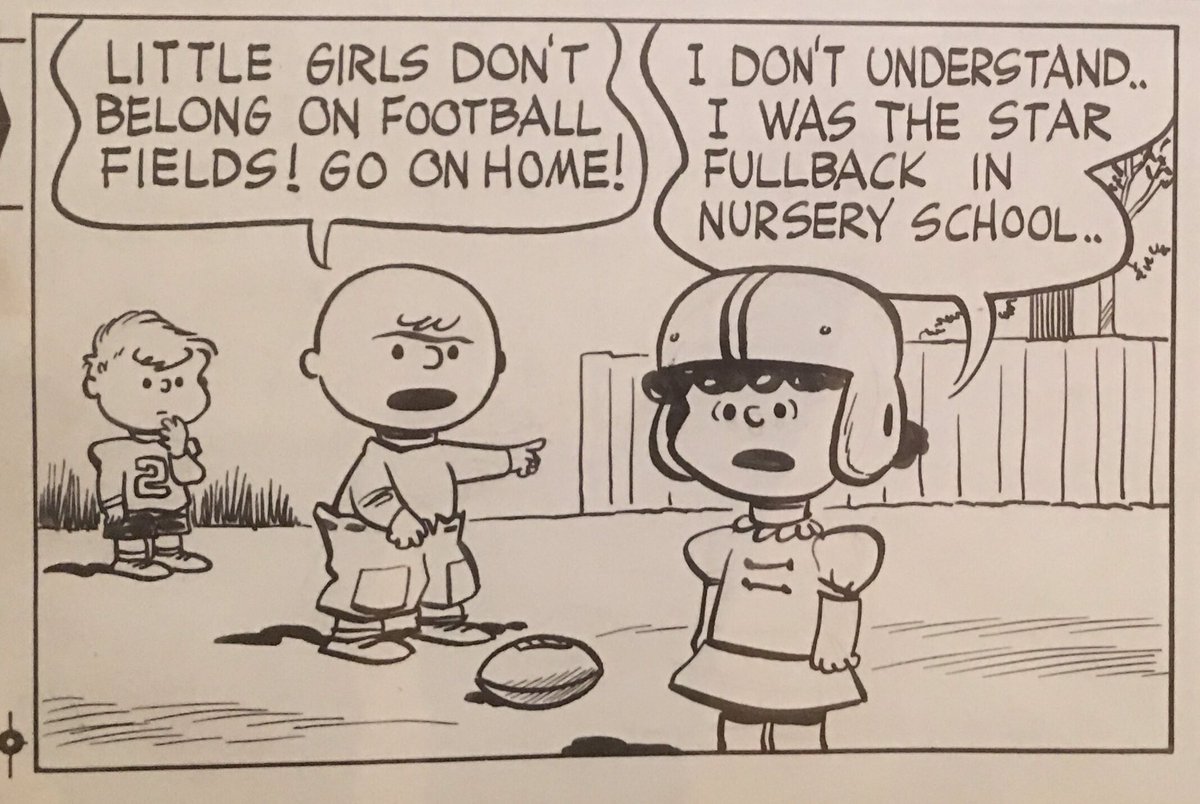 LITTLE GIRLS DON'T
BELONG ON FOOTBALL
FIELDS! GO ON HOME!
I DON'T UNDERSTAND..
I WAS THE STAR
FULLBACK IN
NURSERY SCHOOL..
2